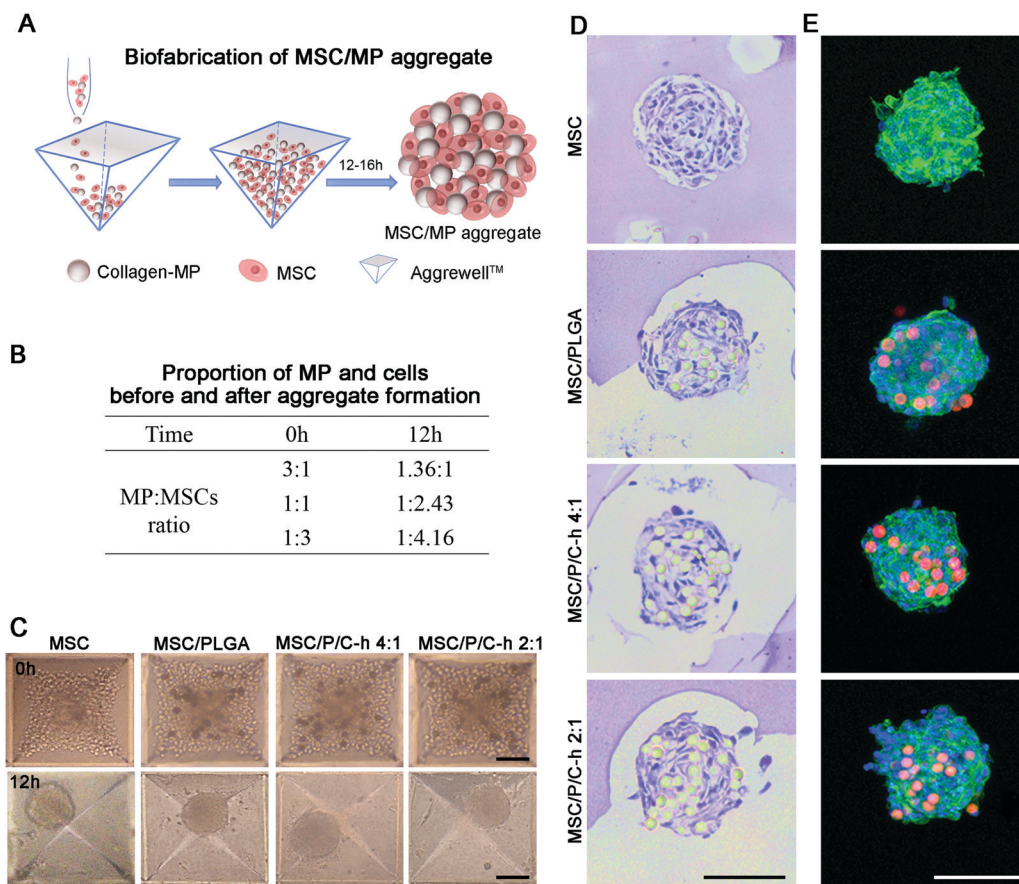 A
Biofabrication of MSC/MP aggregate
12-16h
MSC/MP aggregate
Collagen-MP
MSC
Aggrewell™
B
Proportion of MP and cells
before and after aggregate formation
Time 0h 12h
MP:MSCs ratio
3:1 1.36:1
1:1 1:2.43
1:3 1:4.16
C
MSC MSC/PLGA MSC/P/C-h 4:1 MSC/P/C-h 2:1
0h
12h
D
E
MSC
MSC/PLGA
MSC/P/C-h 4:1
MSC/P/C-h 2:1